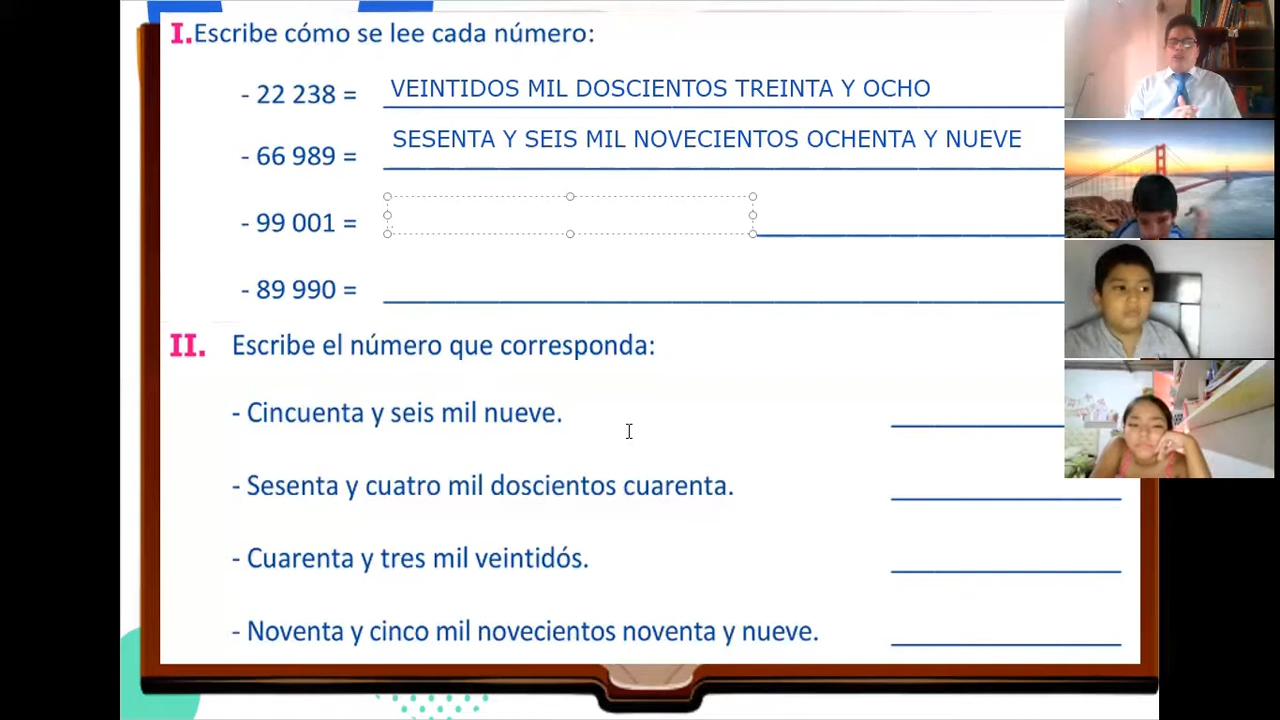 I. Escribe cómo se lee cada número:
- 22 238 = VEINTIDOS MIL DOSCIENTOS TREINTA Y OCHO
- 66 989 = SESENTA Y SEIS MIL NOVECIENTOS OCHENTA Y NUEVE
- 99 001 =
- 89 990 =
II. Escribe el número que corresponda:
- Cincuenta y seis mil nueve.
- Sesenta y cuatro mil doscientos cuarenta.
- Cuarenta y tres mil veintidós.
- Noventa y cinco mil novecientos noventa y nueve.